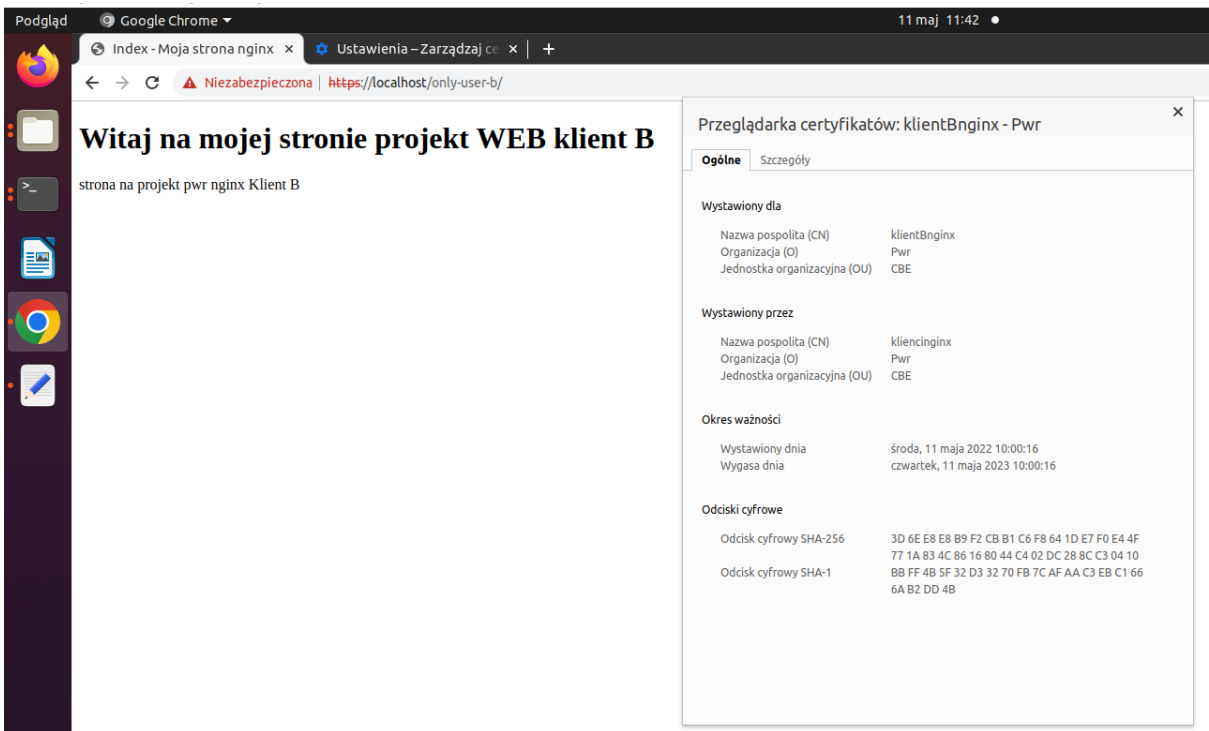 Podgląd Google Chrome 11 maj 11:42
Index - Moja strona nginx Ustawienia – Zarządzaj ce
Niezabezpieczona | https://localhost/only-user-b/
Witaj na mojej stronie projekt WEB klient B
strona na projekt pwr nginx Klient B
Przeglądarka certyfikatów: klientBnginx - Pwr
Ogólne Szczegóły
Wystawiony dla
Nazwa pospolita (CN) klientBnginx
Organizacja (O) Pwr
Jednostka organizacyjna (OU) CBE
Wystawiony przez
Nazwa pospolita (CN) kliencinginx
Organizacja (O) Pwr
Jednostka organizacyjna (OU) CBE
Okres ważności
Wystawiony dnia środa, 11 maja 2022 10:00:16
Wygasa dnia czwartek, 11 maja 2023 10:00:16
Odciski cyfrowe
Odcisk cyfrowy SHA-256 3D 6E E8 E8 B9 F2 CB B1 C6 F8 64 1D E7 F0 E4 4F
77 1A 83 4C 86 16 80 44 C4 02 DC 28 8C C3 04 10
Odcisk cyfrowy SHA-1 BB FF 4B 5F 32 D3 32 70 FB 7C AF AA C3 EB C1 66
6A B2 DD 4B